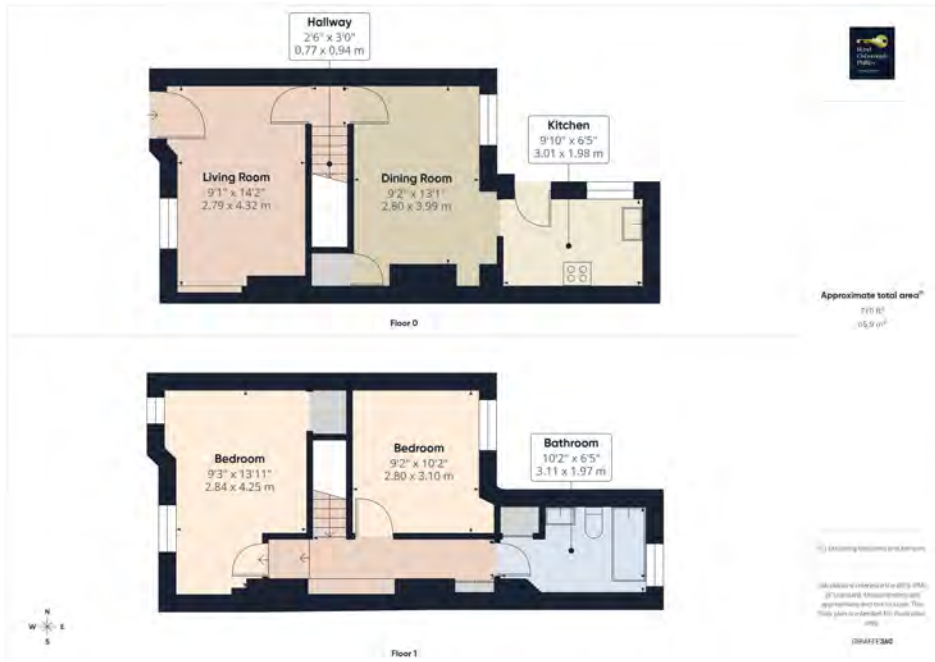 Hallway
2'6" x 3'0"
0.77 x 0.94 m
Kitchen
9'10" x 6'5"
3.01 x 1.98 m
Living Room
9'1" x 14'2"
2.79 x 4.32 m
Dining Room
9'2" x 13'1"
2.80 x 3.99 m
Approximate total area⁽¹⁾
Floor 0
Bedroom
9'3" x 13'11"
2.84 x 4.25 m
Bedroom
9'2" x 10'2"
2.80 x 3.10 m
Bathroom
10'2" x 6'5"
3.11 x 1.97 m
N
W E
S
Floor 1
GIRAFFE360